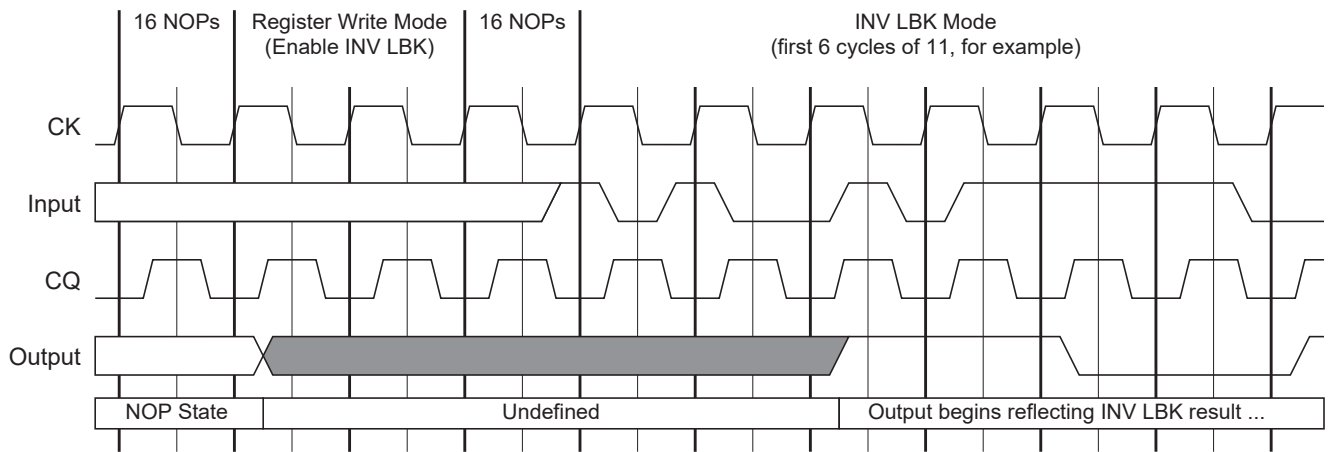 16 NOPs
Register Write Mode
(Enable INV LBK)
16 NOPs
INV LBK Mode
(first 6 cycles of 11, for example)
CK
Input
CQ
Output
NOP State
Undefined
Output begins reflecting INV LBK result ...